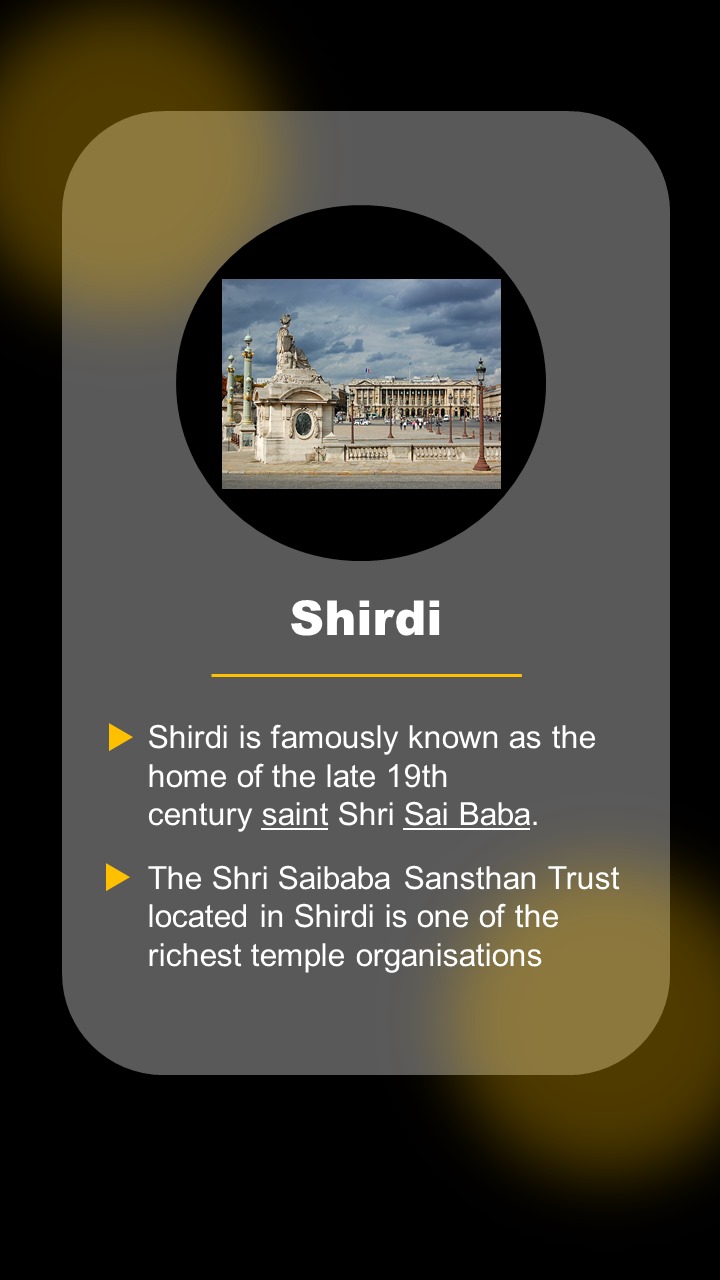 Shirdi
Shirdi is famously known as the
home of the late 19th
century saint Shri Sai Baba.
The Shri Saibaba Sansthan Trust
located in Shirdi is one of the
richest temple organisations